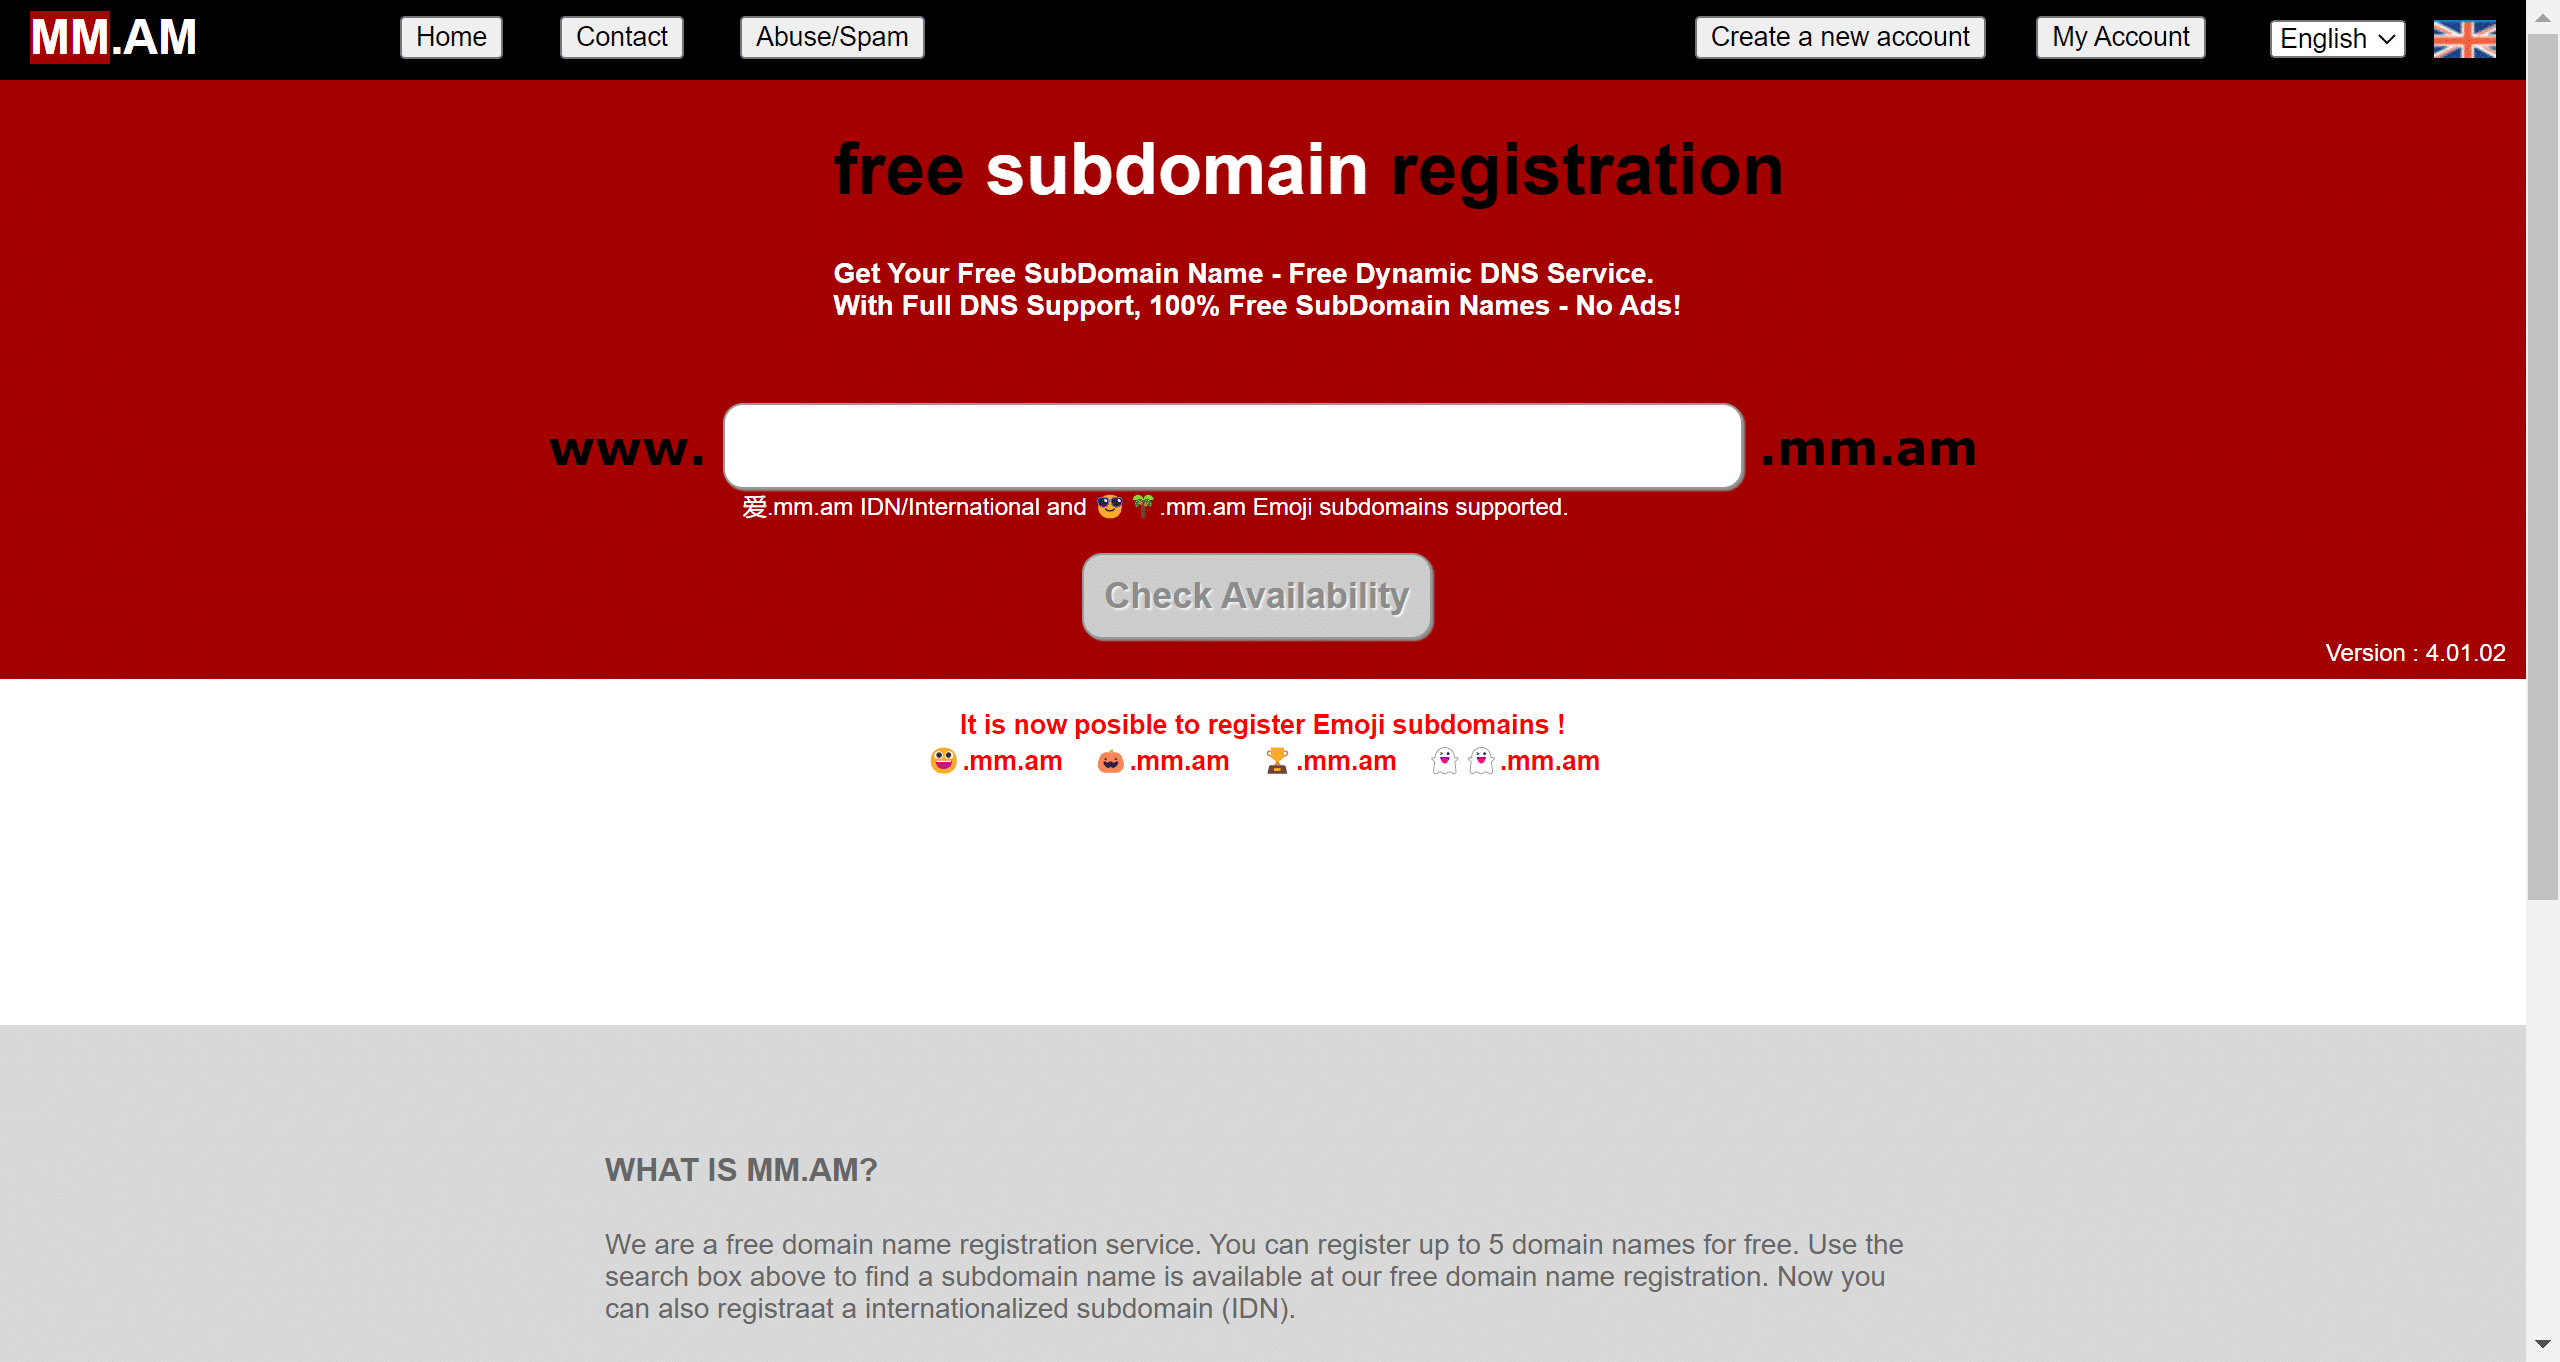 MM.AM
Home
Contact
Abuse/Spam
Create a new account
My Account
English
free subdomain registration
Get Your Free SubDomain Name - Free Dynamic DNS Service.
With Full DNS Support, 100% Free SubDomain Names - No Ads!
www.
.mm.am
爱.mm.am IDN/International and 😎🌴.mm.am Emoji subdomains supported.
Check Availability
Version : 4.01.02
It is now posible to register Emoji subdomains !
😀.mm.am 🎃.mm.am 🏆.mm.am 👻👻.mm.am
WHAT IS MM.AM?
We are a free domain name registration service. You can register up to 5 domain names for free. Use the
search box above to find a subdomain name is available at our free domain name registration. Now you
can also registraat a internationalized subdomain (IDN).